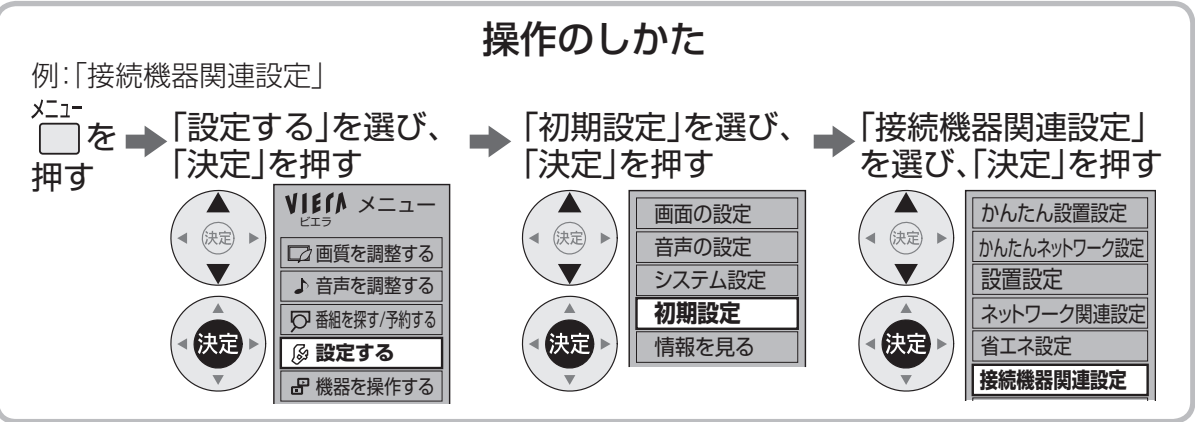 操作のしかた
例:「接続機器関連設定」
メニュー
を
押す
「設定する」を選び、
「決定」を押す
決定
VIERA メニュー
ビエラ
画質を調整する
音声を調整する
番組を探す/予約する
設定する
機器を操作する
決定
「初期設定」を選び、
「決定」を押す
決定
画面の設定
音声の設定
システム設定
初期設定
情報を見る
決定
「接続機器関連設定」
を選び、「決定」を押す
決定
かんたん設置設定
かんたんネットワーク設定
設置設定
ネットワーク関連設定
省エネ設定
接続機器関連設定
決定